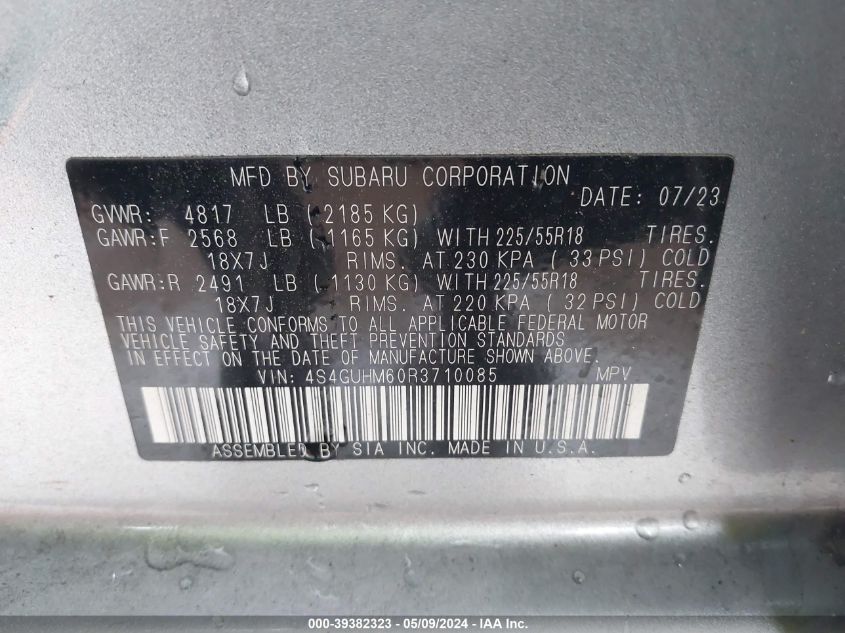 MFD BY SUBARU CORPORATION
DATE: 07/23
GVWR: 4817 LB ( 2185 KG)
GAWR:F 2568 LB ( 1165 KG) WITH 225/55R18 TIRES.
18X7J RIMS. AT 230 KPA ( 33 PSI) COLD
GAWR:R 2491 LB ( 1130 KG) WITH 225/55R18 TIRES.
18X7J RIMS. AT 220 KPA ( 32 PSI) COLD
THIS VEHICLE CONFORMS TO ALL APPLICABLE FEDERAL MOTOR
VEHICLE SAFETY AND THEFT PREVENTION STANDARDS
IN EFFECT ON THE DATE OF MANUFACTURE SHOWN ABOVE.
VIN: 4S4GUHM60R3710085 MPV
ASSEMBLED BY SIA INC. MADE IN U.S.A.
000-39382323 - 05/09/2024 - IAA Inc.